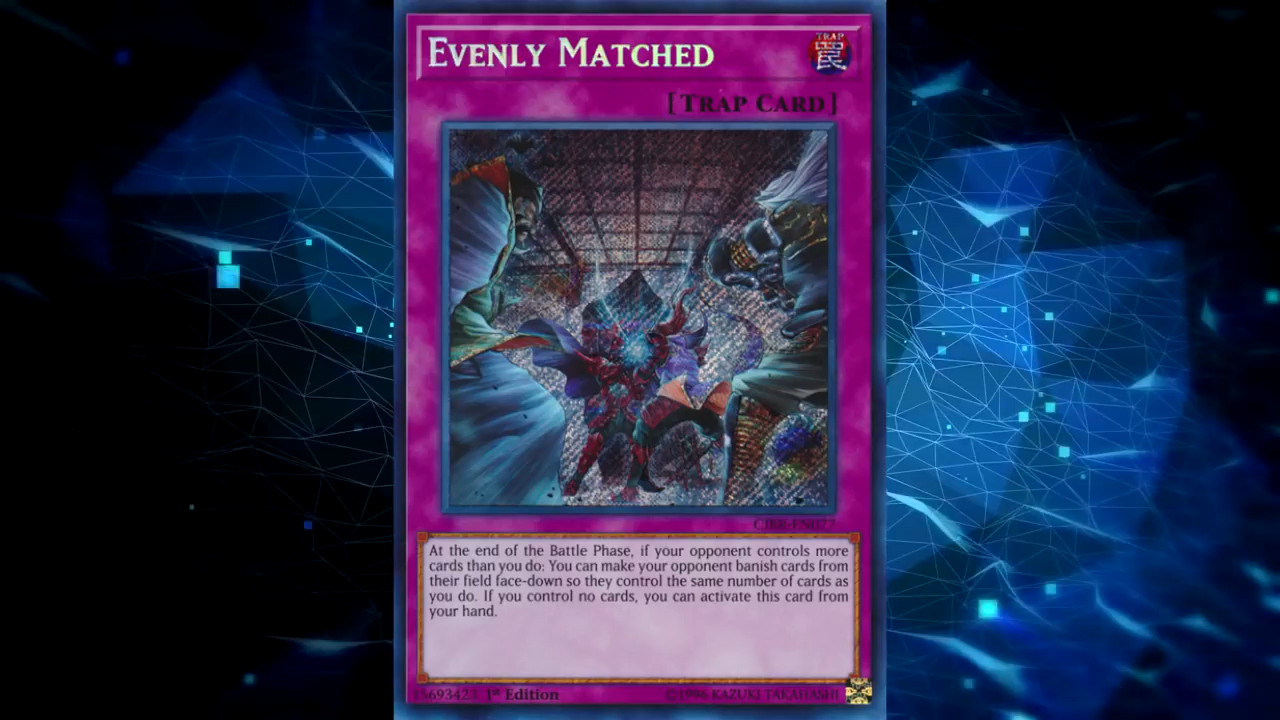 Evenly Matched
TRAP
罠
[Trap Card]
CIBR-EN077
At the end of the Battle Phase, if your opponent controls more
cards than you do: You can make your opponent banish cards from
their field face-down so they control the same number of cards as
you do. If you control no cards, you can activate this card from
your hand.
15693423 1st Edition
©1996 KAZUKI TAKAHASHI